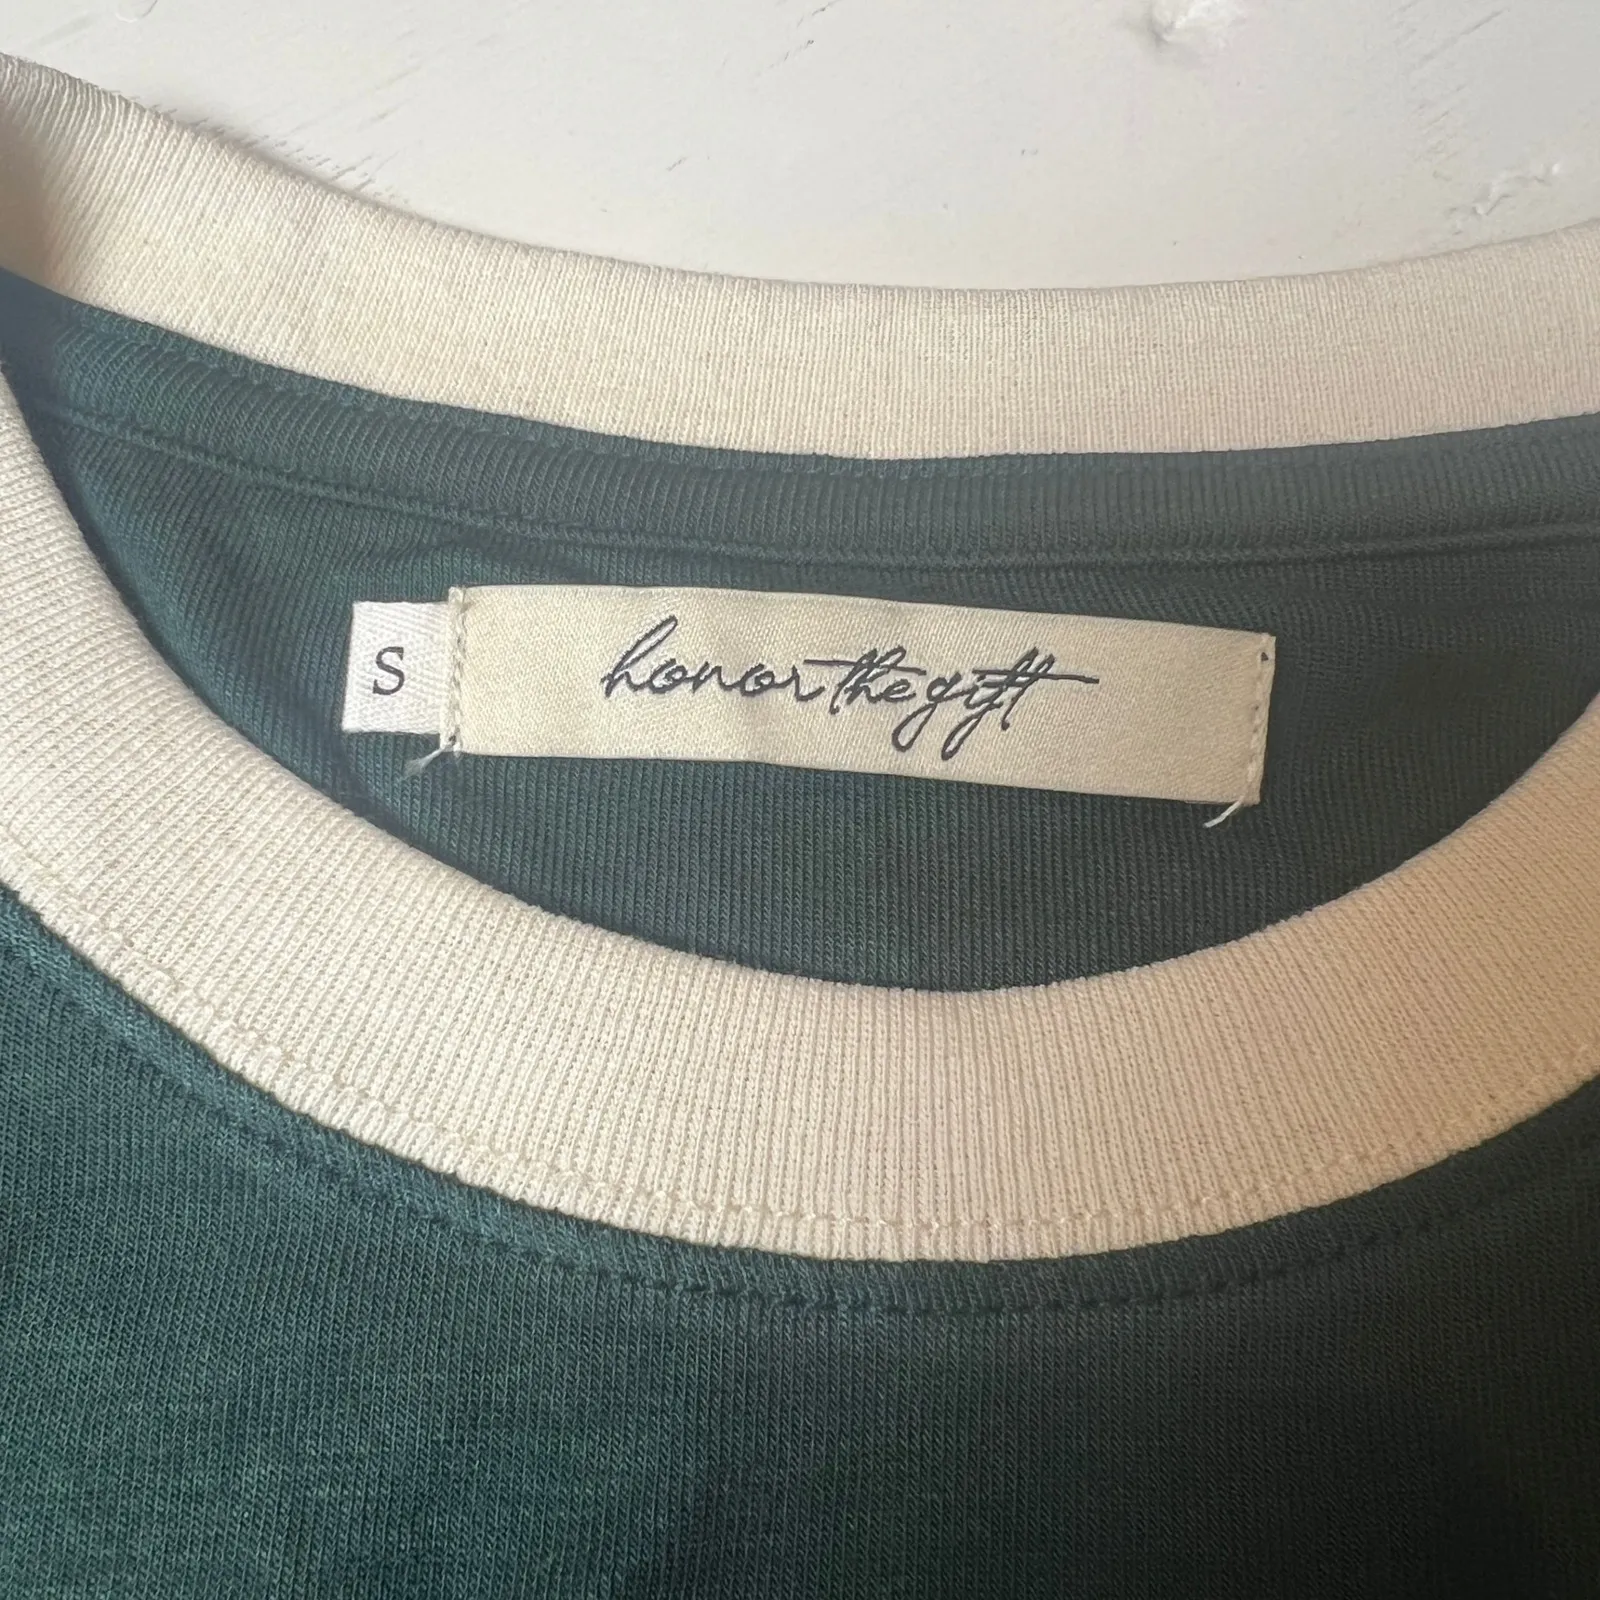 S
honor the gift